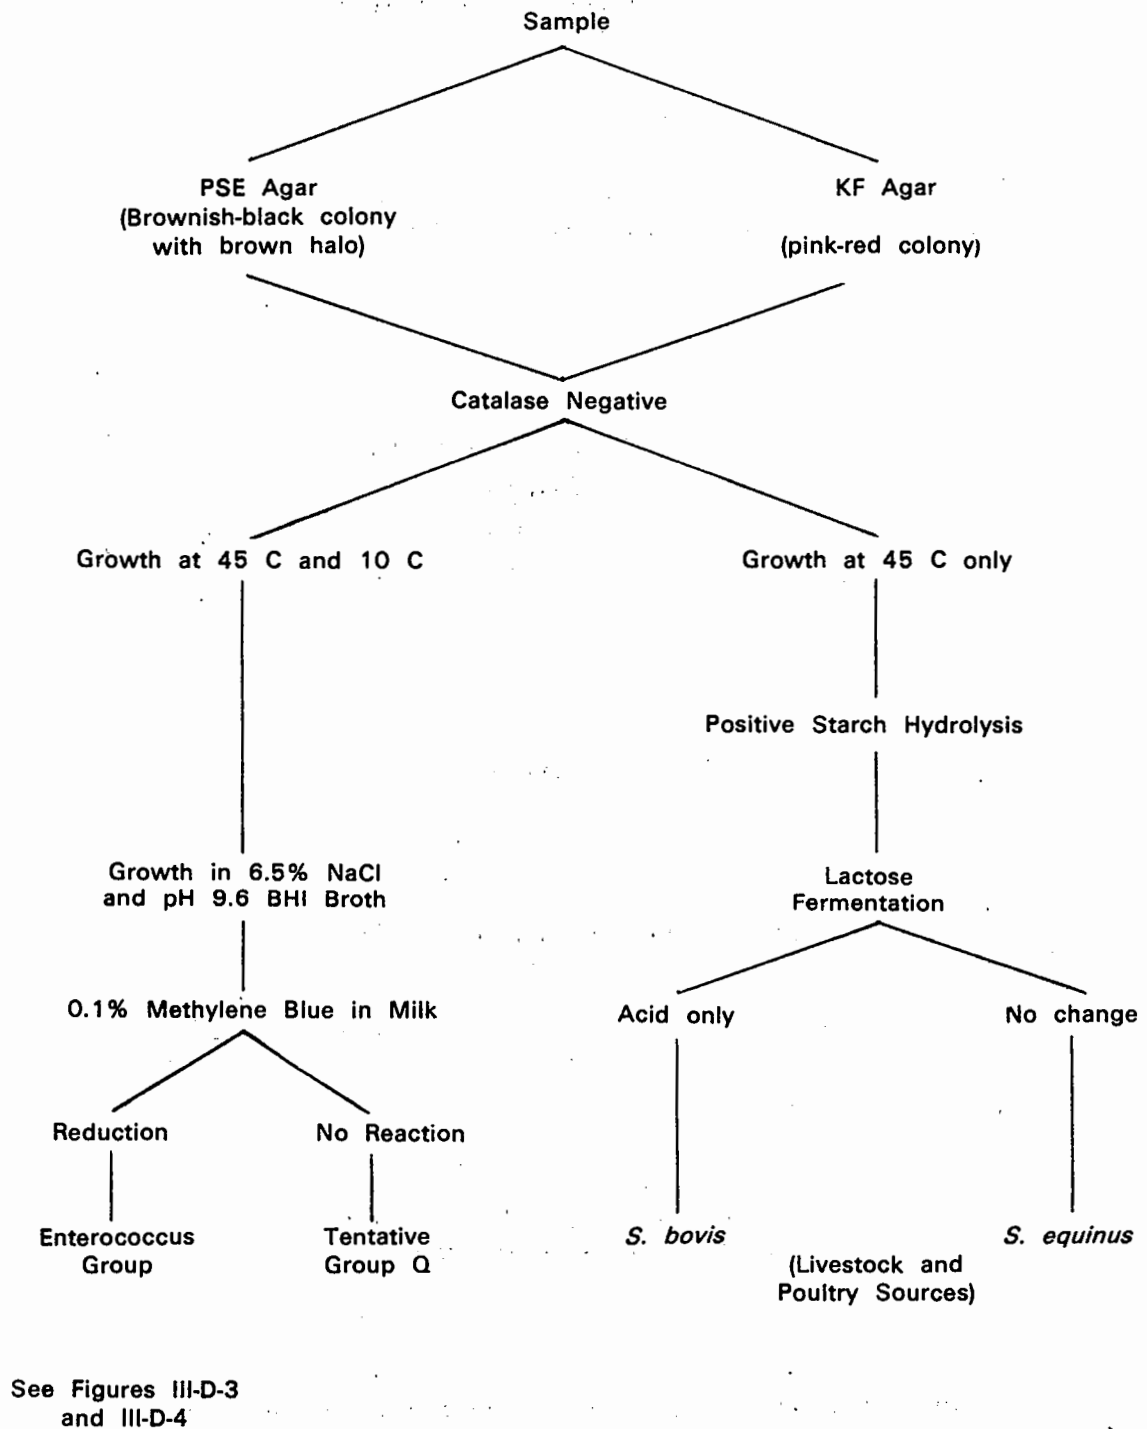 Sample
PSE Agar
(Brownish-black colony
with brown halo)
KF Agar
(pink-red colony)
Catalase Negative
Growth at 45 C and 10 C
Growth at 45 C only
Positive Starch Hydrolysis
Growth in 6.5% NaCl
and pH 9.6 BHI Broth
Lactose
Fermentation
0.1% Methylene Blue in Milk
Acid only
No change
Reduction
No Reaction
Enterococcus
Group
Tentative
Group Q
S. bovis
S. equinus
(Livestock and
Poultry Sources)
See Figures III-D-3
and III-D-4